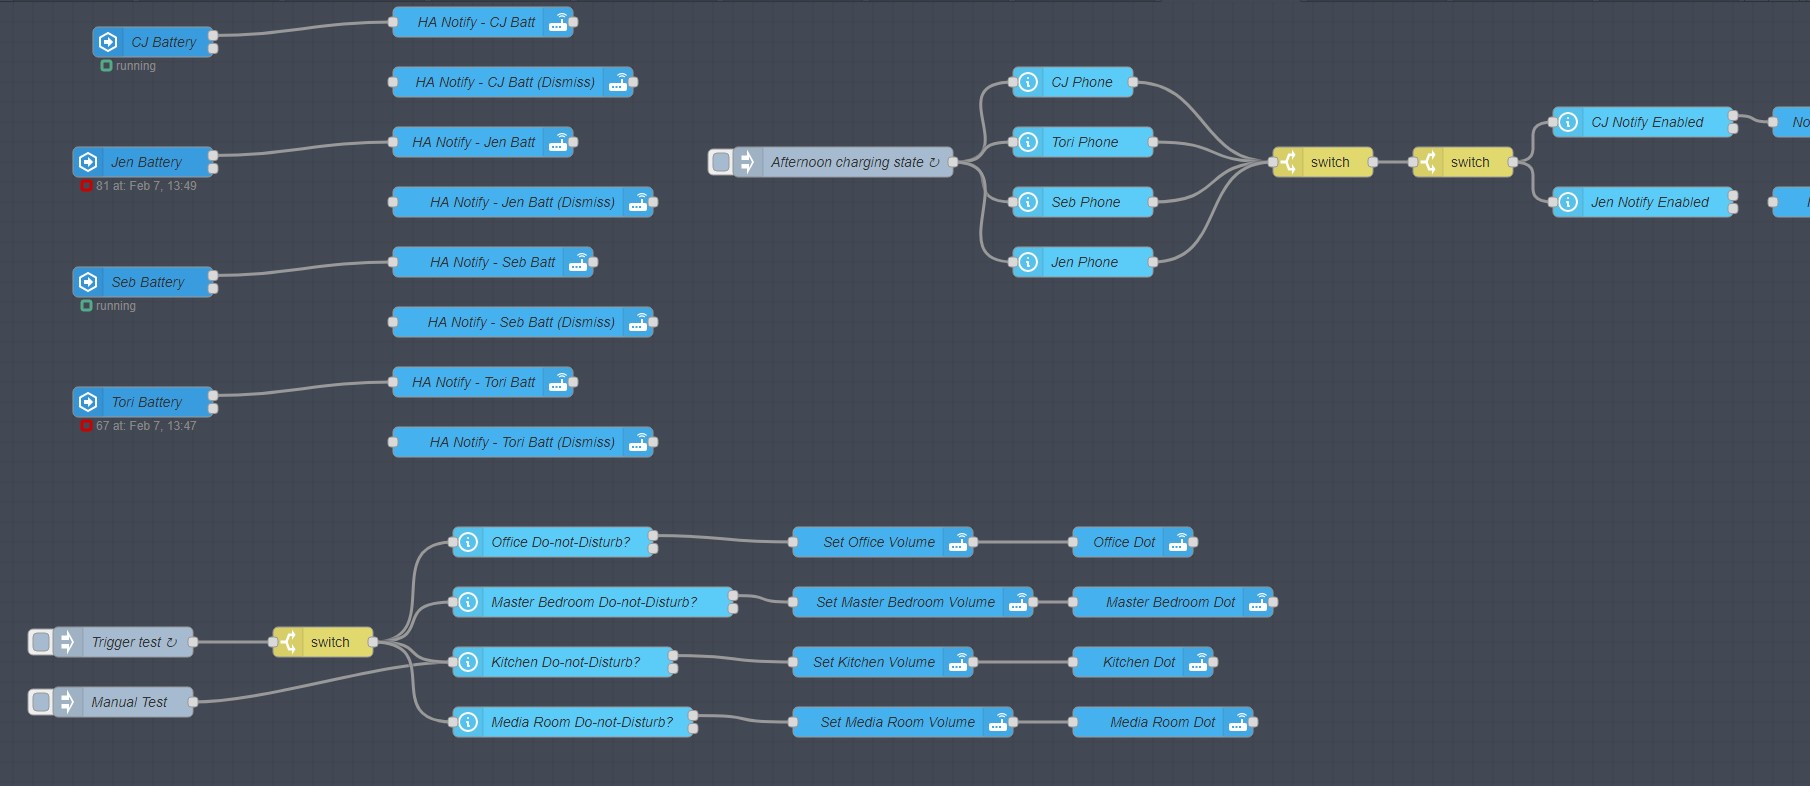 CJ Battery
running
HA Notify - CJ Batt
HA Notify - CJ Batt (Dismiss)
Jen Battery
81 at: Feb 7, 13:49
HA Notify - Jen Batt
HA Notify - Jen Batt (Dismiss)
Seb Battery
running
HA Notify - Seb Batt
HA Notify - Seb Batt (Dismiss)
Tori Battery
67 at: Feb 7, 13:47
HA Notify - Tori Batt
HA Notify - Tori Batt (Dismiss)
Afternoon charging state ↻
CJ Phone
Tori Phone
Seb Phone
Jen Phone
switch
switch
CJ Notify Enabled
No
Jen Notify Enabled
Trigger test ↻
Manual Test
switch
Office Do-not-Disturb?
Set Office Volume
Office Dot
Master Bedroom Do-not-Disturb?
Set Master Bedroom Volume
Master Bedroom Dot
Kitchen Do-not-Disturb?
Set Kitchen Volume
Kitchen Dot
Media Room Do-not-Disturb?
Set Media Room Volume
Media Room Dot